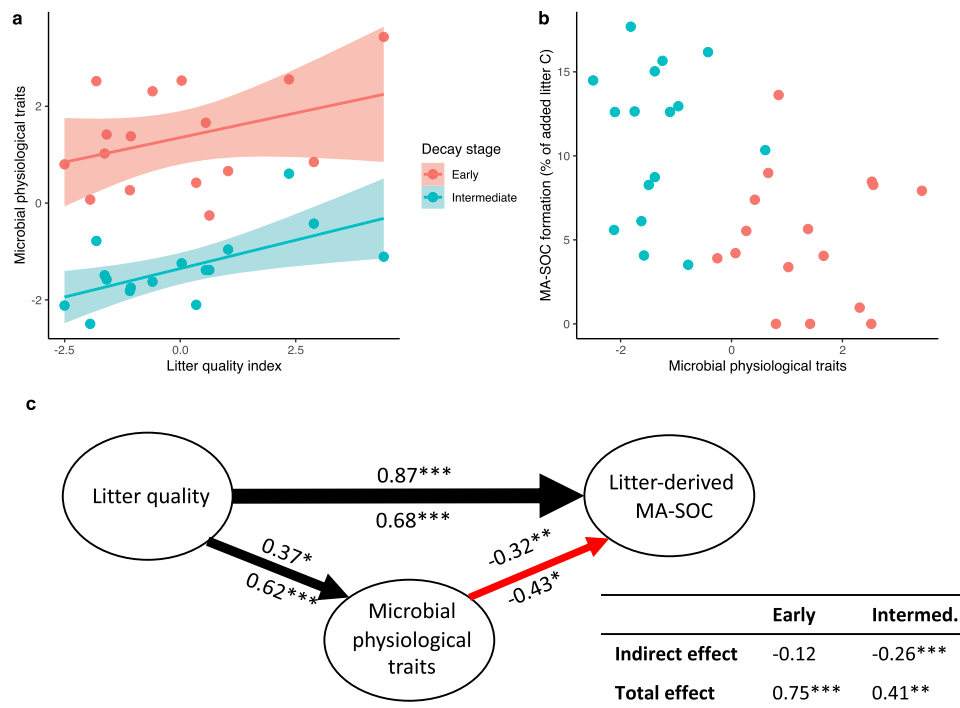 a
Microbial physiological traits
2
0
-2
-2.5
0.0
2.5
Litter quality index
Decay stage
Early
Intermediate
b
MA-SOC formation (% of added litter C)
15
10
5
0
-2
0
2
Microbial physiological traits
c
Litter quality
0.87***
0.68***
Litter-derived
MA-SOC
0.37*
0.62***
-0.32**
-0.43*
Microbial
physiological
traits
Early Intermed.
Indirect effect -0.12 -0.26***
Total effect 0.75*** 0.41**